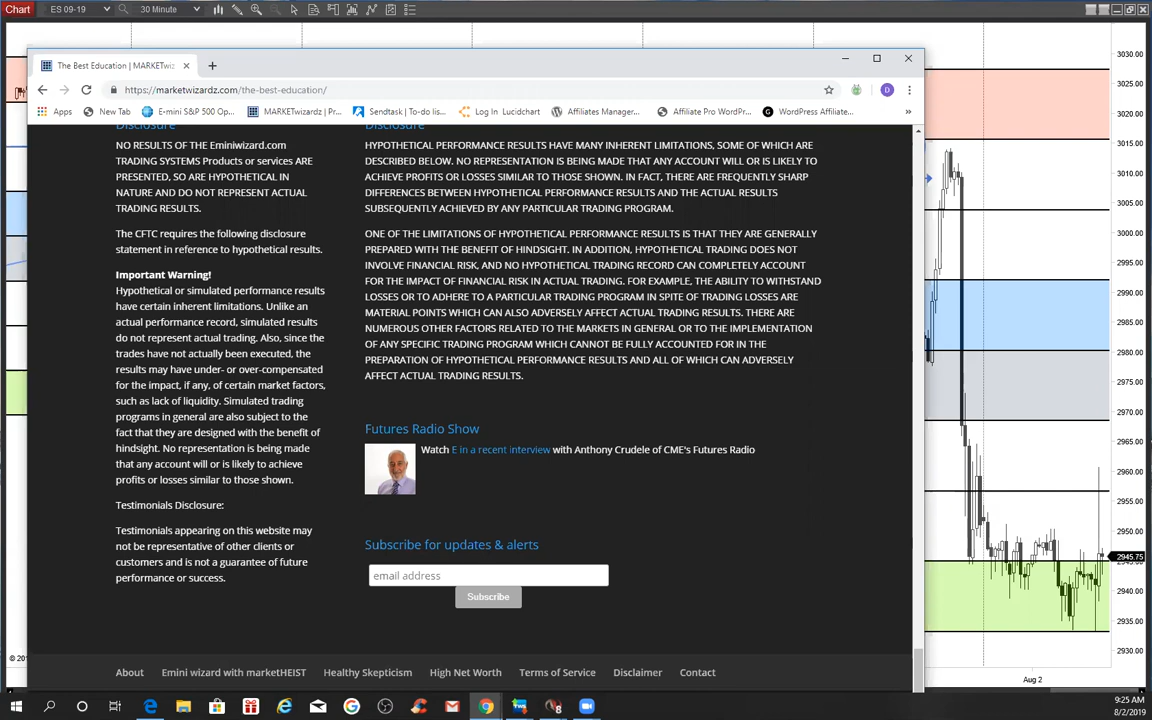 Chart ES 09-19 30 Minute
The Best Education | MARKETwiz
https://marketwizardz.com/the-best-education/
Apps New Tab E-mini S&P 500 Op... MARKETwizardz | Pr... Sendtask | To-do lis... Log In Lucidchart Affiliates Manager... Affiliate Pro WordPr... WordPress Affiliate... »
D
Disclosure
NO RESULTS OF THE Eminiwizard.com
TRADING SYSTEMS Products or services ARE
PRESENTED, SO ARE HYPOTHETICAL IN
NATURE AND DO NOT REPRESENT ACTUAL
TRADING RESULTS.
The CFTC requires the following disclosure
statement in reference to hypothetical results.
Important Warning!
Hypothetical or simulated performance results
have certain inherent limitations. Unlike an
actual performance record, simulated results
do not represent actual trading. Also, since the
trades have not actually been executed, the
results may have under- or over-compensated
for the impact, if any, of certain market factors,
such as lack of liquidity. Simulated trading
programs in general are also subject to the
fact that they are designed with the benefit of
hindsight. No representation is being made
that any account will or is likely to achieve
profits or losses similar to those shown.
Testimonials Disclosure:
Testimonials appearing on this website may
not be representative of other clients or
customers and is not a guarantee of future
performance or success.
Disclosure
HYPOTHETICAL PERFORMANCE RESULTS HAVE MANY INHERENT LIMITATIONS, SOME OF WHICH ARE
DESCRIBED BELOW. NO REPRESENTATION IS BEING MADE THAT ANY ACCOUNT WILL OR IS LIKELY TO
ACHIEVE PROFITS OR LOSSES SIMILAR TO THOSE SHOWN. IN FACT, THERE ARE FREQUENTLY SHARP
DIFFERENCES BETWEEN HYPOTHETICAL PERFORMANCE RESULTS AND THE ACTUAL RESULTS
SUBSEQUENTLY ACHIEVED BY ANY PARTICULAR TRADING PROGRAM.
ONE OF THE LIMITATIONS OF HYPOTHETICAL PERFORMANCE RESULTS IS THAT THEY ARE GENERALLY
PREPARED WITH THE BENEFIT OF HINDSIGHT. IN ADDITION, HYPOTHETICAL TRADING DOES NOT
INVOLVE FINANCIAL RISK, AND NO HYPOTHETICAL TRADING RECORD CAN COMPLETELY ACCOUNT
FOR THE IMPACT OF FINANCIAL RISK IN ACTUAL TRADING. FOR EXAMPLE, THE ABILITY TO WITHSTAND
LOSSES OR TO ADHERE TO A PARTICULAR TRADING PROGRAM IN SPITE OF TRADING LOSSES ARE
MATERIAL POINTS WHICH CAN ALSO ADVERSELY AFFECT ACTUAL TRADING RESULTS. THERE ARE
NUMEROUS OTHER FACTORS RELATED TO THE MARKETS IN GENERAL OR TO THE IMPLEMENTATION
OF ANY SPECIFIC TRADING PROGRAM WHICH CANNOT BE FULLY ACCOUNTED FOR IN THE
PREPARATION OF HYPOTHETICAL PERFORMANCE RESULTS AND ALL OF WHICH CAN ADVERSELY
AFFECT ACTUAL TRADING RESULTS.
Futures Radio Show
Watch E in a recent interview with Anthony Crudele of CME's Futures Radio
Subscribe for updates & alerts
email address
Subscribe
About Emini wizard with marketHEIST Healthy Skepticism High Net Worth Terms of Service Disclaimer Contact
© 201
3030.00
3025.00
3020.00
3015.00
3010.00
3005.00
3000.00
2995.00
2990.00
2985.00
2980.00
2975.00
2970.00
2965.00
2960.00
2955.00
2950.00
2945.75
2940.00
2935.00
2930.00
Aug 2
9:25 AM
8/2/2019